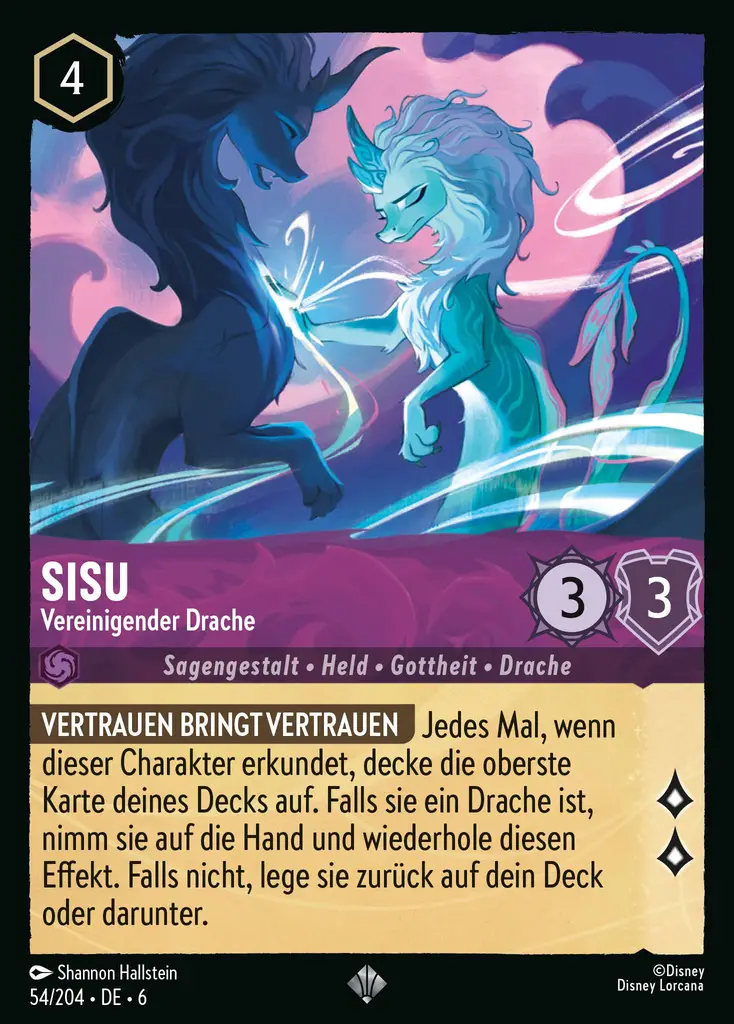 4
SISU
Vereinigender Drache
3
3
Sagengestalt • Held • Gottheit • Drache
VERTRAUEN BRINGT VERTRAUEN Jedes Mal, wenn
dieser Charakter erkundet, decke die oberste
Karte deines Decks auf. Falls sie ein Drache ist,
nimm sie auf die Hand und wiederhole diesen
Effekt. Falls nicht, lege sie zurück auf dein Deck
oder darunter.
Shannon Hallstein
54/204 • DE • 6
©Disney
Disney Lorcana